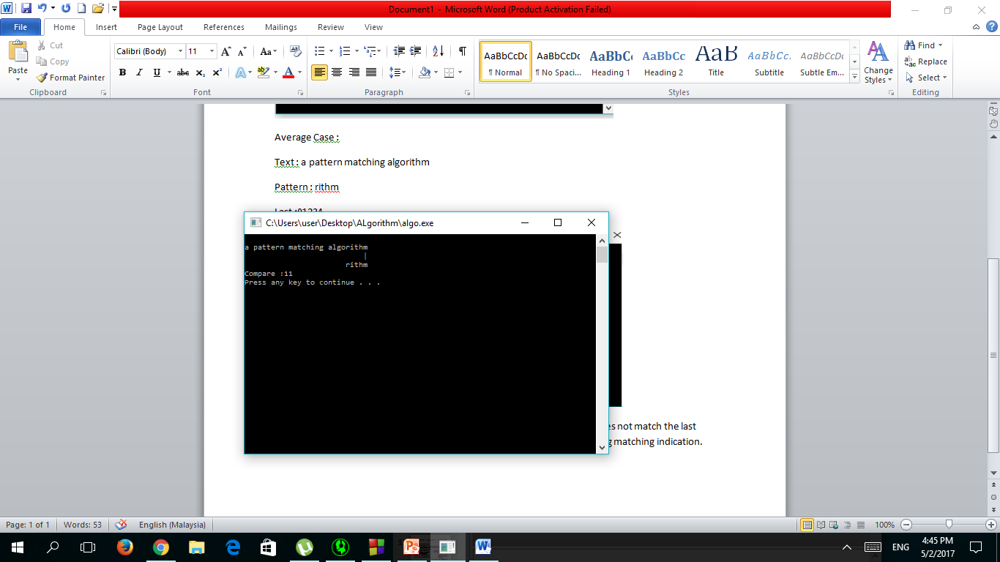 Document1 - Microsoft Word (Product Activation Failed)
File Home Insert Page Layout References Mailings Review View
Paste
Cut
Copy
Format Painter
Clipboard
Calibri (Body) 11
Font
Paragraph
AaBbCcDc AaBbCcDc AaBbC AaBbCc AaB AaBbCc. AaBbCcDc
¶ Normal ¶ No Spaci... Heading 1 Heading 2 Title Subtitle Subtle Em...
Change Styles
Styles
Find
Replace
Select
Editing
Average Case :
Text : a pattern matching algorithm
Pattern : rithm
C:\Users\user\Desktop\ALgorithm\algo.exe
a pattern matching algorithm
|
rithm
Compare :11
Press any key to continue . . .
es not match the last
g matching indication.
Page: 1 of 1 Words: 53 English (Malaysia) 100%
ENG
4:45 PM
5/2/2017